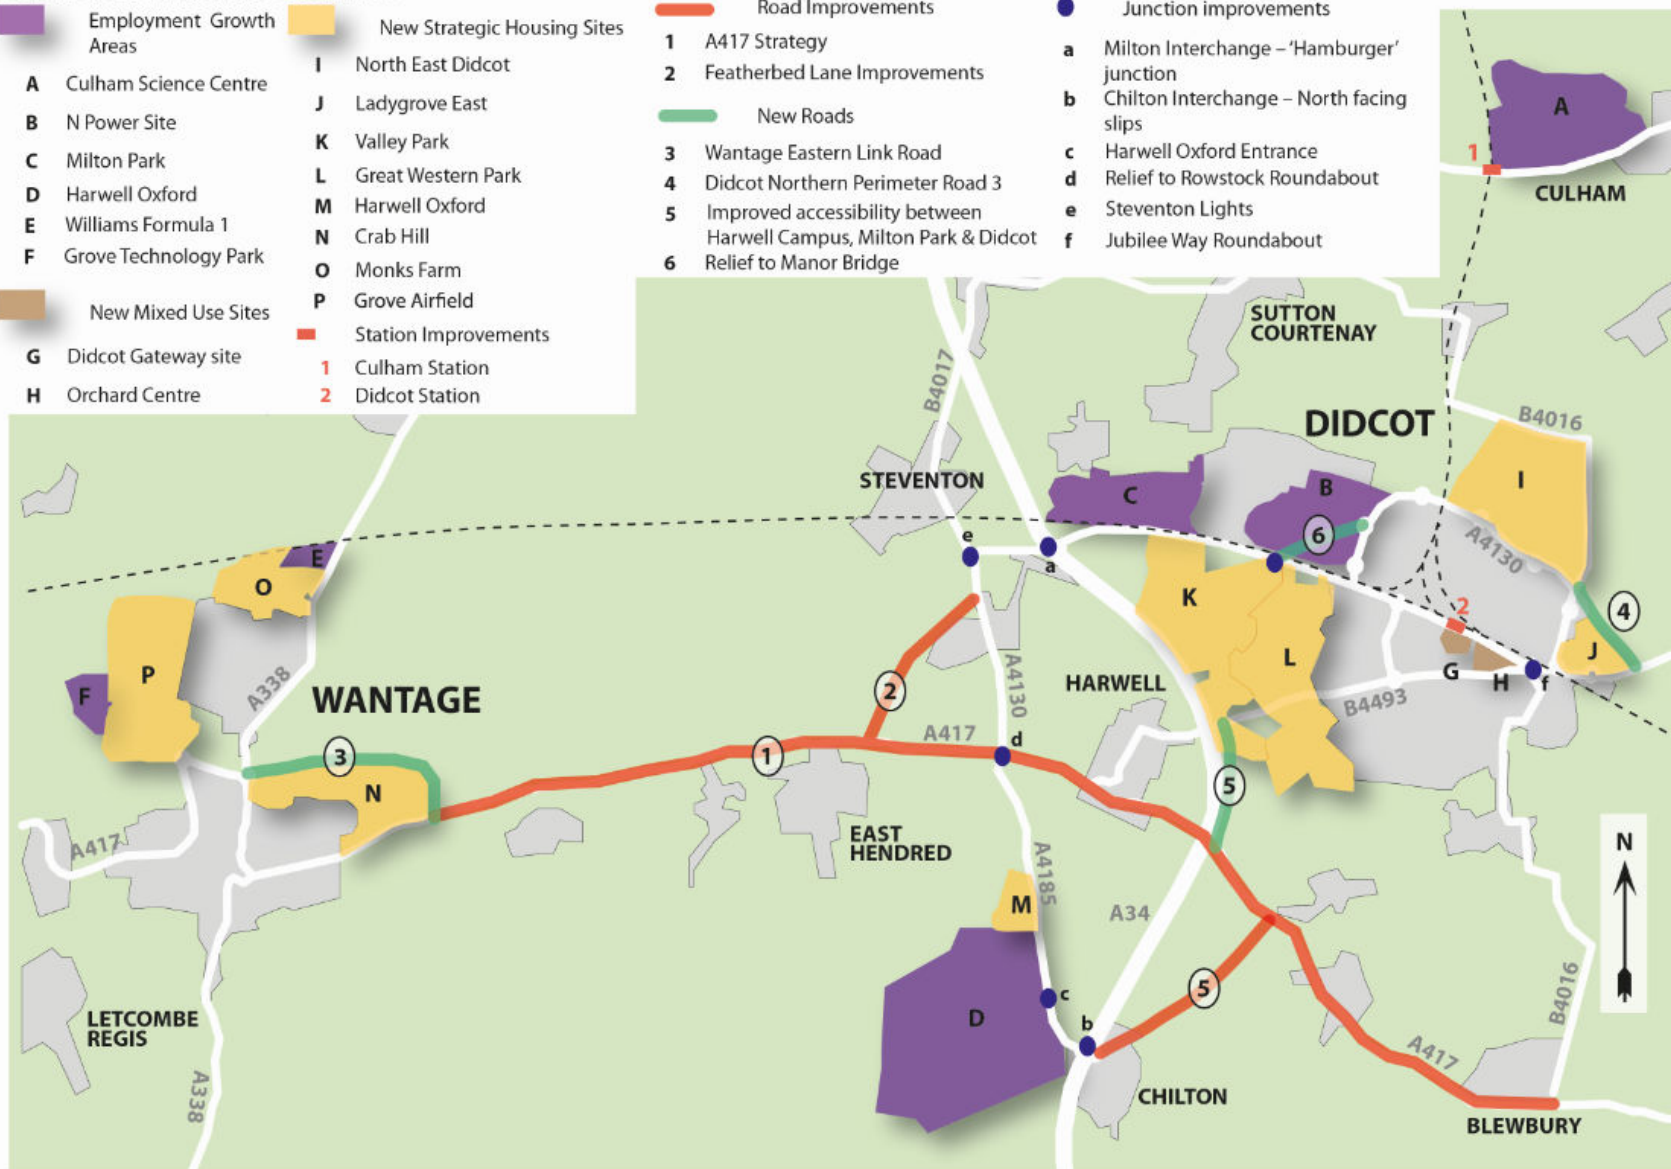 Employment Growth
Areas
A Culham Science Centre
B N Power Site
C Milton Park
D Harwell Oxford
E Williams Formula 1
F Grove Technology Park
New Mixed Use Sites
G Didcot Gateway site
H Orchard Centre
New Strategic Housing Sites
I North East Didcot
J Ladygrove East
K Valley Park
L Great Western Park
M Harwell Oxford
N Crab Hill
O Monks Farm
P Grove Airfield
Station Improvements
1 Culham Station
2 Didcot Station
Road Improvements
1 A417 Strategy
2 Featherbed Lane Improvements
New Roads
3 Wantage Eastern Link Road
4 Didcot Northern Perimeter Road 3
5 Improved accessibility between
Harwell Campus, Milton Park & Didcot
6 Relief to Manor Bridge
Junction improvements
a Milton Interchange – 'Hamburger'
junction
b Chilton Interchange – North facing
slips
c Harwell Oxford Entrance
d Relief to Rowstock Roundabout
e Steventon Lights
f Jubilee Way Roundabout
A
1
CULHAM
SUTTON
COURTENAY
B4017
DIDCOT
B4016
STEVENTON
C
B
I
6
A4130
e
a
E
O
K
2
4
P
F
A338
WANTAGE
L
J
G
H
f
HARWELL
B4493
2
A4130
A417
d
1
3
N
5
A417
EAST
HENDRED
N
A4185
M
A34
5
D
c
b
B4016
LETCOMBE
REGIS
A338
A417
CHILTON
BLEWBURY